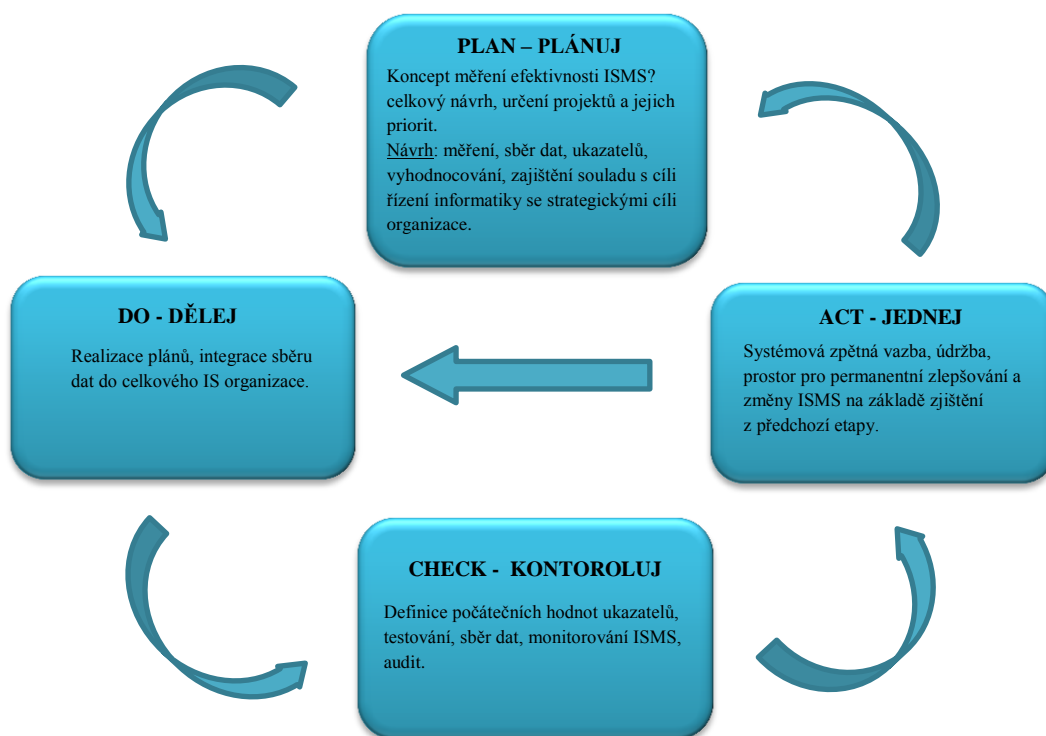 PLAN – PLÁNUJ
Koncept měření efektivnosti ISMS?
celkový návrh, určení projektů a jejich
priorit.
Návrh: měření, sběr dat, ukazatelů,
vyhodnocování, zajištění souladu s cíli
řízení informatiky se strategickými cíli
organizace.
DO - DĚLEJ
Realizace plánů, integrace sběru
dat do celkového IS organizace.
ACT - JEDNEJ
Systémová zpětná vazba, údržba,
prostor pro permanentní zlepšování a
změny ISMS na základě zjištění
z předchozí etapy.
CHECK - KONTOROLUJ
Definice počátečních hodnot ukazatelů,
testování, sběr dat, monitorování ISMS,
audit.